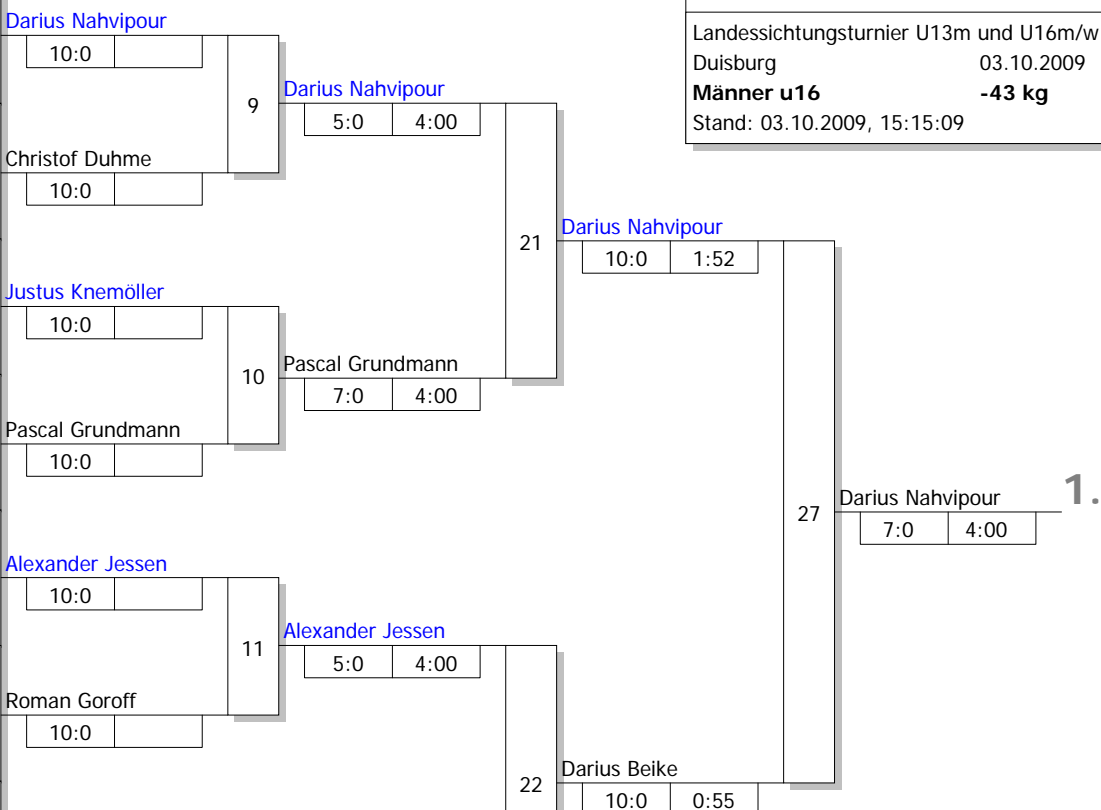 Landessichtungsturnier U13m und U16m/w
Duisburg 03.10.2009
Männer u16 -43 kg
Stand: 03.10.2009, 15:15:09
Darius Nahvipour
10:0
9
Christof Duhme
10:0
Darius Nahvipour
5:0 4:00
Justus Knemöller
10:0
10
Pascal Grundmann
10:0
Pascal Grundmann
7:0 4:00
21
Darius Nahvipour
10:0 1:52
Alexander Jessen
10:0
11
Roman Goroff
10:0
Alexander Jessen
5:0 4:00
22
Darius Beike
10:0 0:55
27
Darius Nahvipour 1.
7:0 4:00